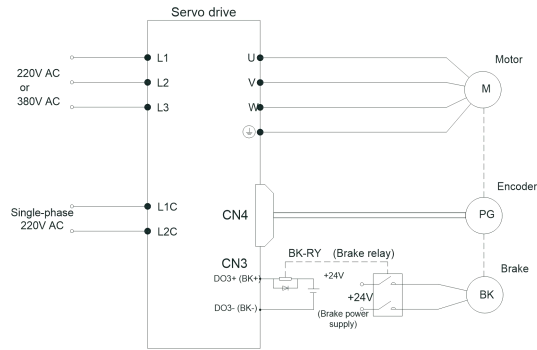 Servo drive
L1
U
Motor
220V AC
L2
V
or
M
380V AC
L3
W
Encoder
L1C
Single-phase
CN4
PG
220V AC
L2C
CN3
BK-RY (Brake relay)
Brake
DO3+ (BK+)
+24V
+24V
BK
DO3- (BK-)
(Brake power
supply)